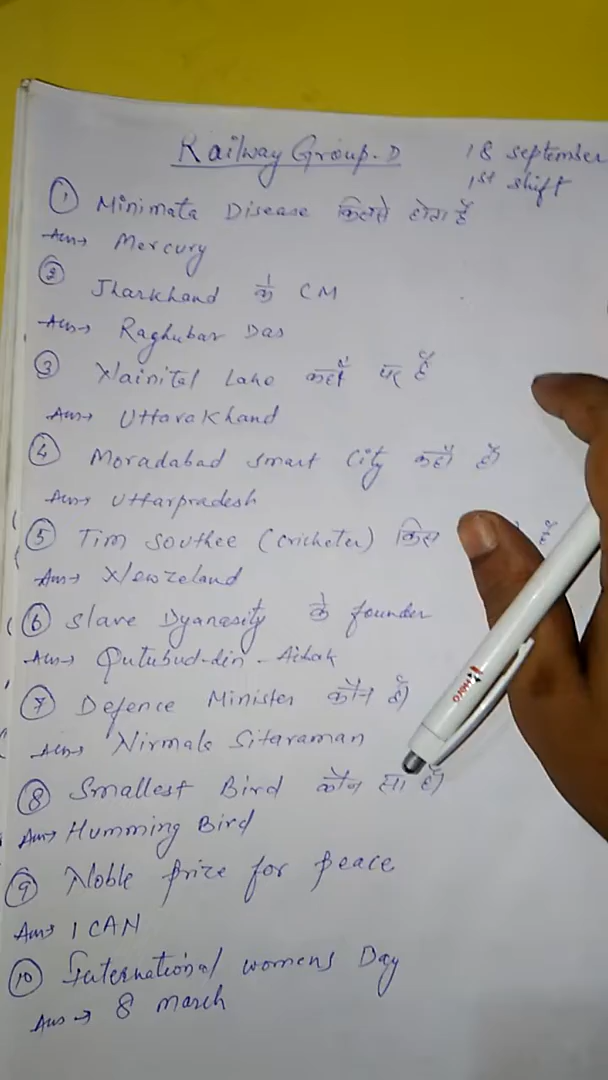 Railway Group-D
18 september
1st shift
① Minimata Disease किससे होता है
Ans→ Mercury
② Jharkhand के CM
Ans→ Raghubar Das
③ Nainital Lake कहाँ पर है
Ans→ Uttarakhand
④ Moradabad smart City कहाँ है
Ans→ Uttarpradesh
⑤ Tim Southee (cricketer) किस
Ans→ Newzeland
⑥ Slave Dyanasity के founder
Ans→ Qutubud-din-Aibak
⑦ Defence Minister कौन है
Ans→ Nirmala Sitaraman
⑧ Smallest Bird कौन सा है
Ans→ Humming Bird
⑨ Noble prize for peace
Ans→ ICAN
⑩ International womens Day
Ans→ 8 march